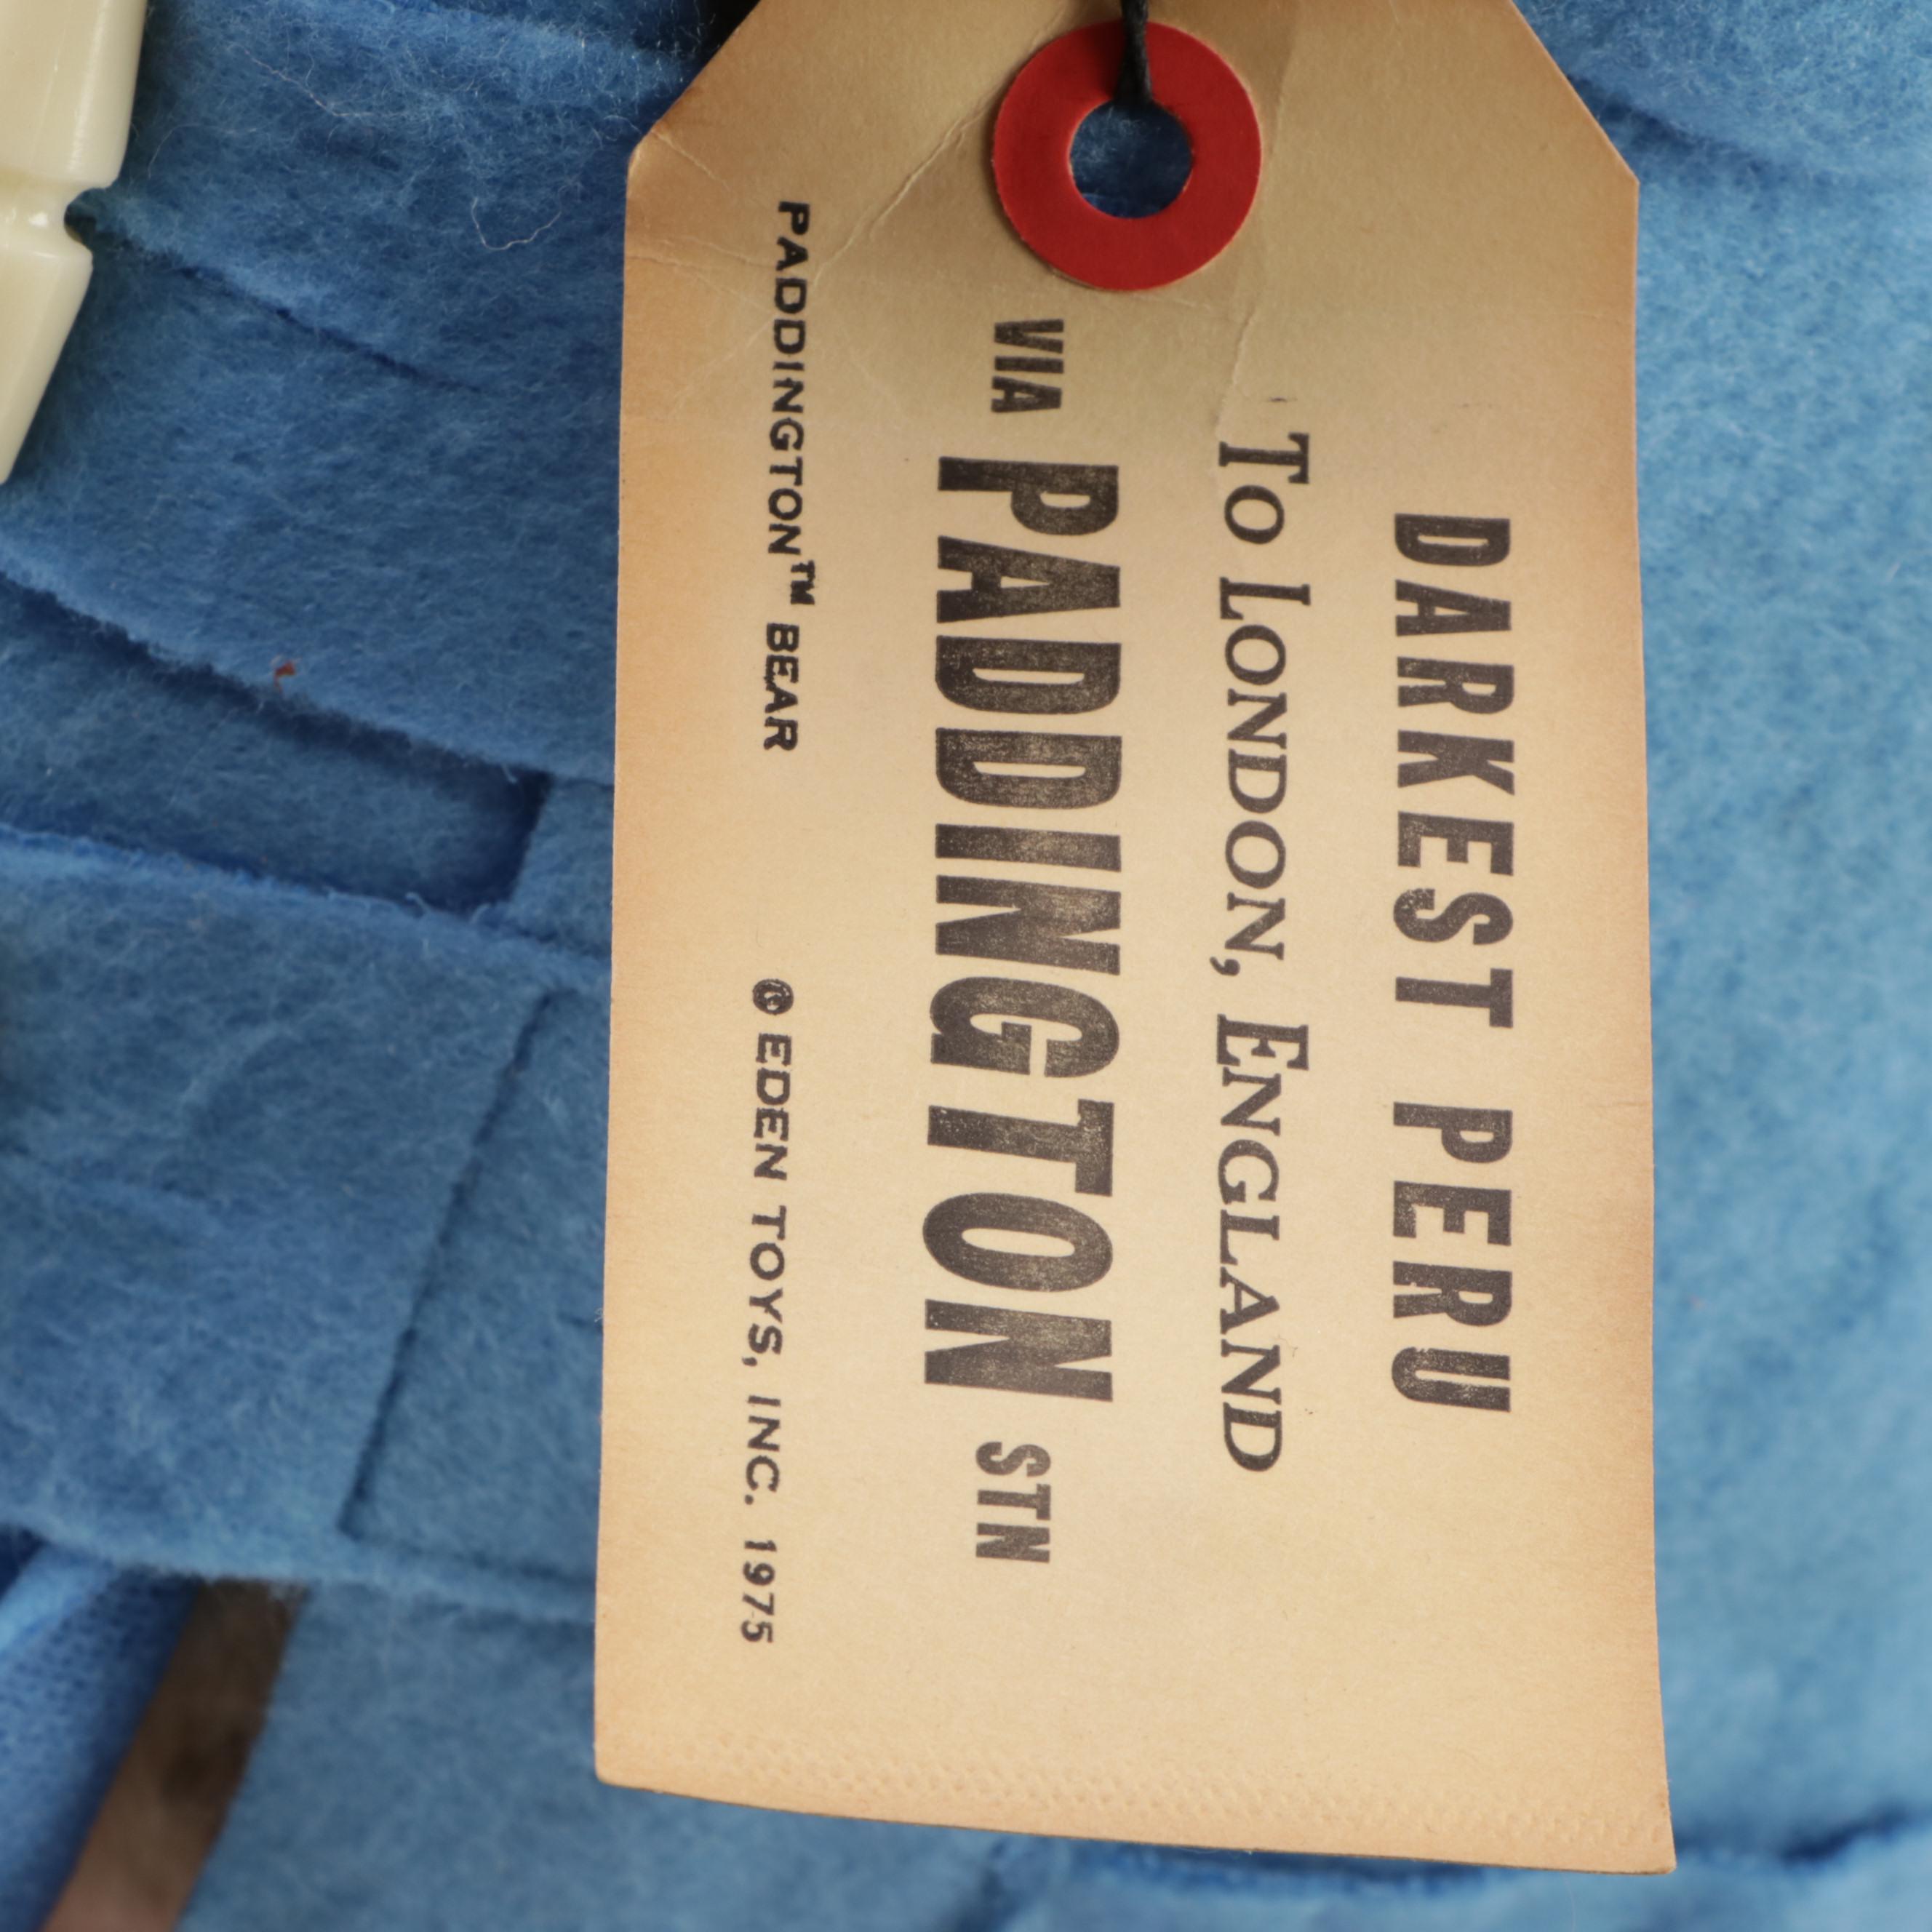 DARKEST PERU
To London, England
VIA PADDINGTON STN
PADDINGTON™ BEAR © EDEN TOYS, INC. 1975